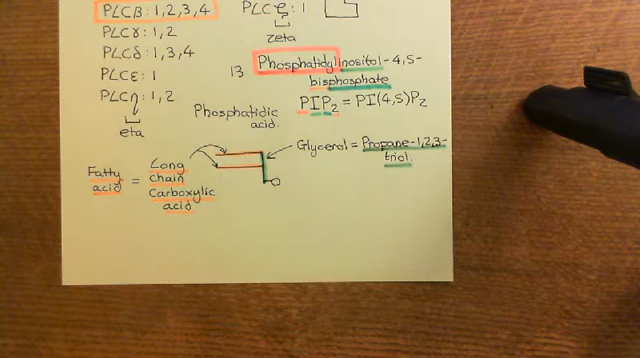 PLCβ: 1,2,3,4
PLCγ: 1,2
PLCδ: 1,3,4
PLCε: 1
PLCη: 1,2
eta
PLCζ: 1
zeta
13
Phosphatidylinositol-4,5-
bisphosphate
PIP₂ = PI(4,5)P₂
Phosphatidic
acid.
Glycerol = Propane-1,2,3-
triol.
Fatty
acid
=
Long
chain
Carboxylic
acid